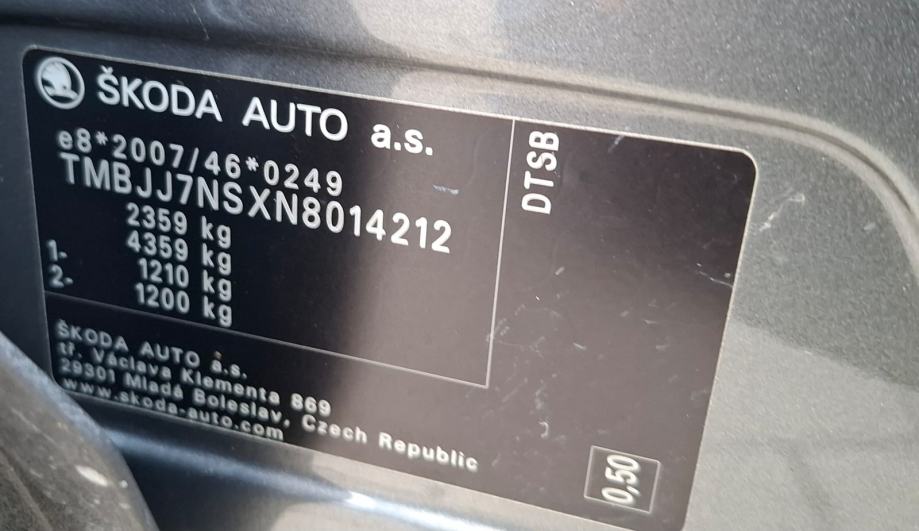 ŠKODA AUTO a.s.
e8*2007/46*0249
TMBJJ7NSXN8014212
2359 kg
4359 kg
1- 1210 kg
2- 1200 kg
ŠKODA AUTO a.s.
tř. Václava Klementa 869
29301 Mladá Boleslav, Czech Republic
www.skoda-auto.com
DTSB
0,50